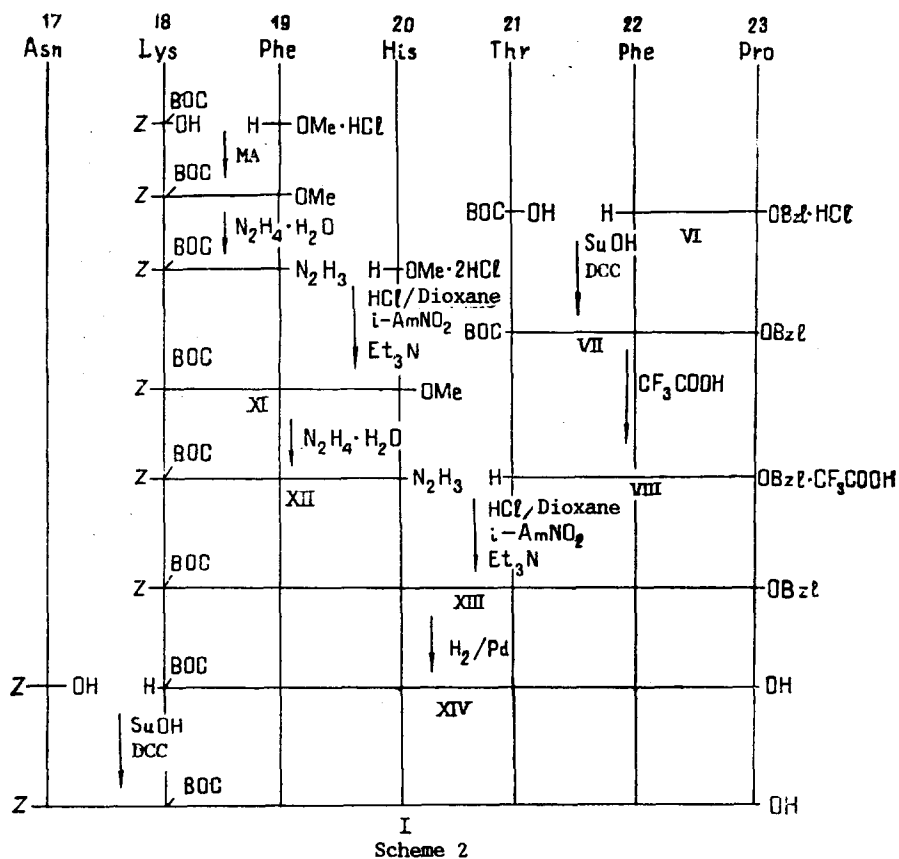 17 18 19 20 21 22 23
Asn Lys Phe His Thr Phe Pro
BOC
Z OH H OMe·HCl
MA
BOC
Z OMe BOC OH H VI OBzl·HCl
N₂H₄·H₂O SuOH
BOC DCC
Z N₂H₃ H OMe·2HCl
HCl/Dioxane
i-AmNO₂
Et₃N
BOC VII OBzl
BOC
Z XI OMe
CF₃COOH
N₂H₄·H₂O
BOC
Z XII N₂H₃ H VIII OBzl·CF₃COOH
HCl/Dioxane
i-AmNO₂
Et₃N
BOC
Z XIII OBzl
H₂/Pd
BOC
Z OH H XIV OH
SuOH
DCC
BOC
Z OH
I
Scheme 2